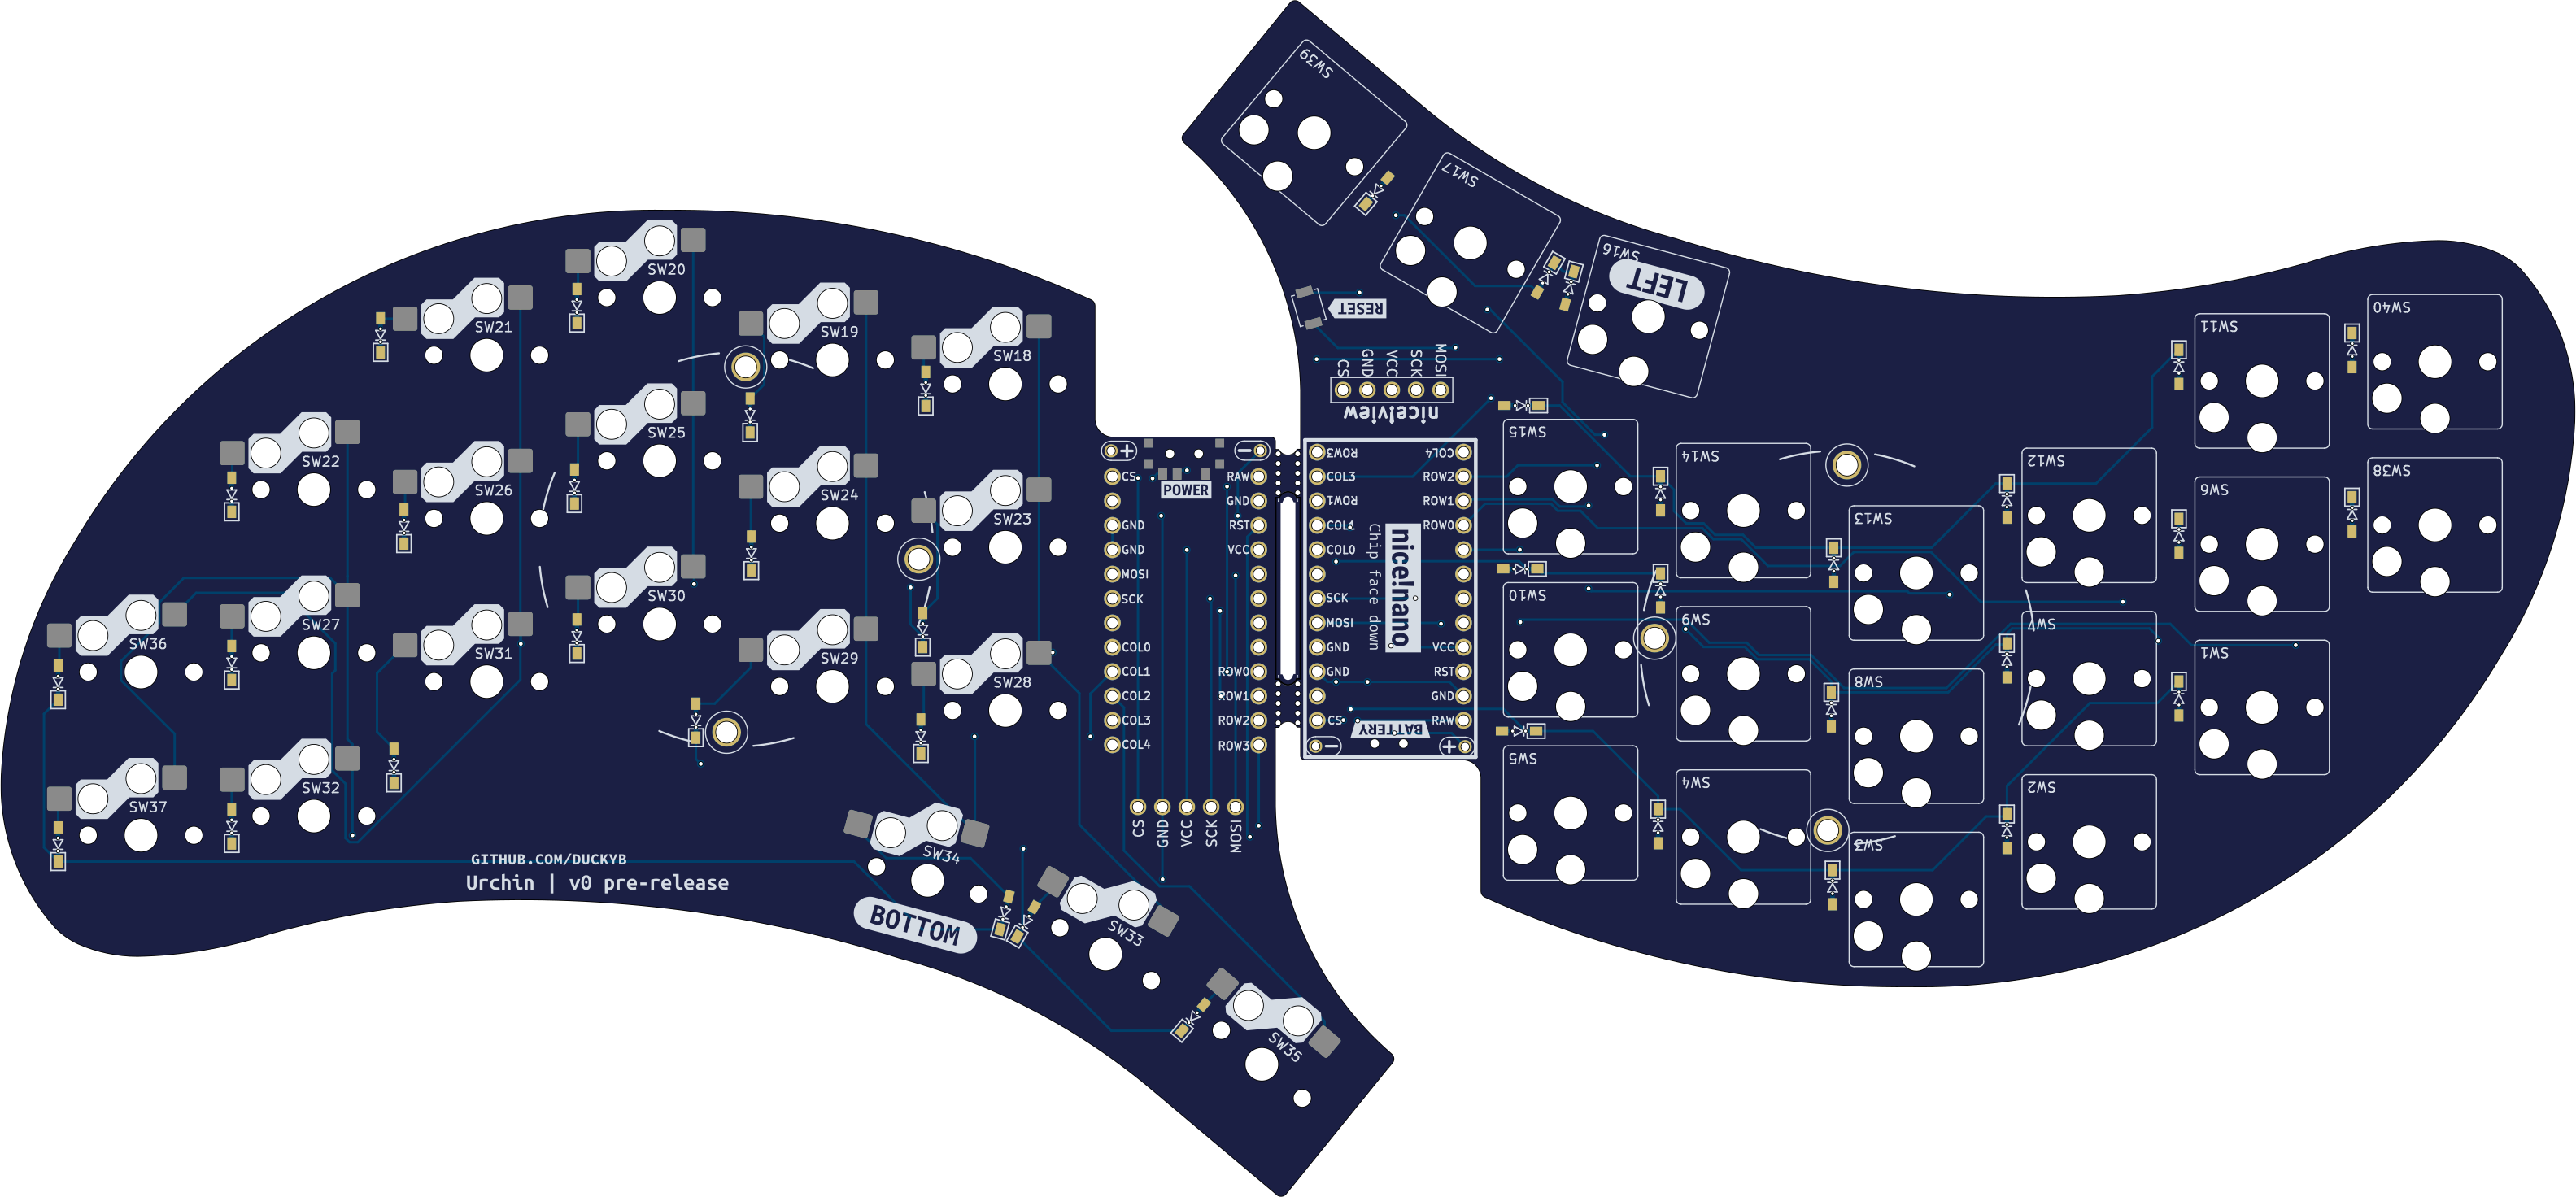 SW39
SW17
SW16
LEFT
RESET
CS
GND
VCC
SCK
MOSI
nice!view
SW20
SW21
SW19
SW18
SW22
SW25
SW26
SW24
SW23
SW36
SW27
SW30
SW31
SW29
SW28
SW37
SW32
GITHUB.COM/DUCKYB
Urchin | v0 pre-release
SW34
BOTTOM
SW33
SW35
+
−
POWER
CS
GND
GND
MOSI
SCK
COL0
COL1
COL2
COL3
COL4
RAW
GND
RST
VCC
ROW0
ROW1
ROW2
ROW3
CS
GND
VCC
SCK
MOSI
ROW3
COL3
ROW1
COL1
COL0
SCK
MOSI
GND
GND
CS
COL4
ROW2
ROW1
ROW0
VCC
RST
GND
RAW
nice!nano
Chip face down
BATTERY
−
+
SW40
SW11
SW15
SW14
SW12
SW38
SW6
SW13
SW10
SW9
SW7
SW1
SW8
SW5
SW4
SW2
SW3